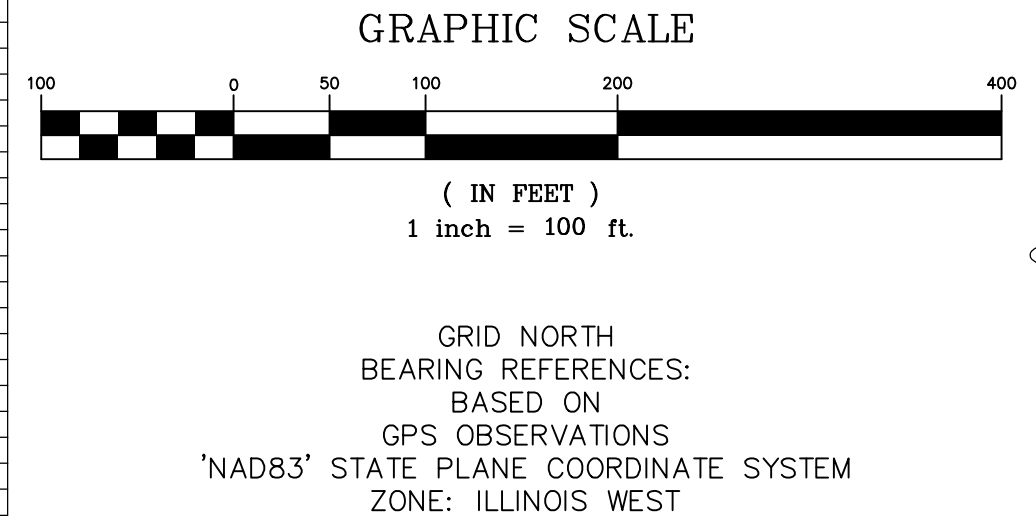 GRAPHIC SCALE
100 0 50 100 200 400
( IN FEET )
1 inch = 100 ft.
GRID NORTH
BEARING REFERENCES:
BASED ON
GPS OBSERVATIONS
'NAD83' STATE PLANE COORDINATE SYSTEM
ZONE: ILLINOIS WEST